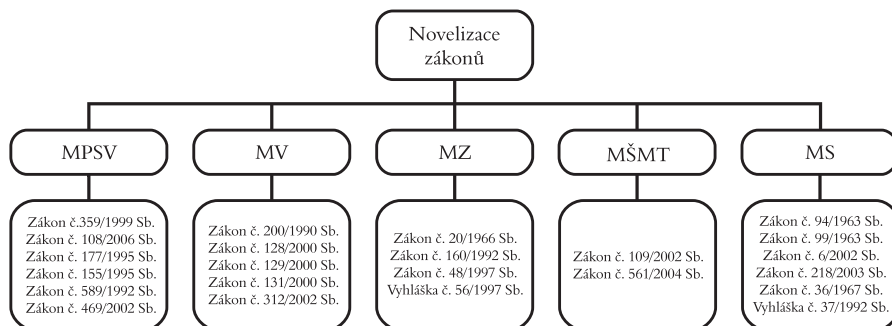 Novelizace
zákonů
MPSV
MV
MZ
MŠMT
MS
Zákon č.359/1999 Sb.
Zákon č. 108/2006 Sb.
Zákon č. 177/1995 Sb.
Zákon č. 155/1995 Sb.
Zákon č. 589/1992 Sb.
Zákon č. 469/2002 Sb.
Zákon č. 200/1990 Sb.
Zákon č. 128/2000 Sb.
Zákon č. 129/2000 Sb.
Zákon č. 131/2000 Sb.
Zákon č. 312/2002 Sb.
Zákon č. 20/1966 Sb.
Zákon č. 160/1992 Sb.
Zákon č. 48/1997 Sb.
Vyhláška č. 56/1997 Sb.
Zákon č. 109/2002 Sb.
Zákon č. 561/2004 Sb.
Zákon č. 94/1963 Sb.
Zákon č. 99/1963 Sb.
Zákon č. 6/2002 Sb.
Zákon č. 218/2003 Sb.
Zákon č. 36/1967 Sb.
Vyhláška č. 37/1992 Sb.